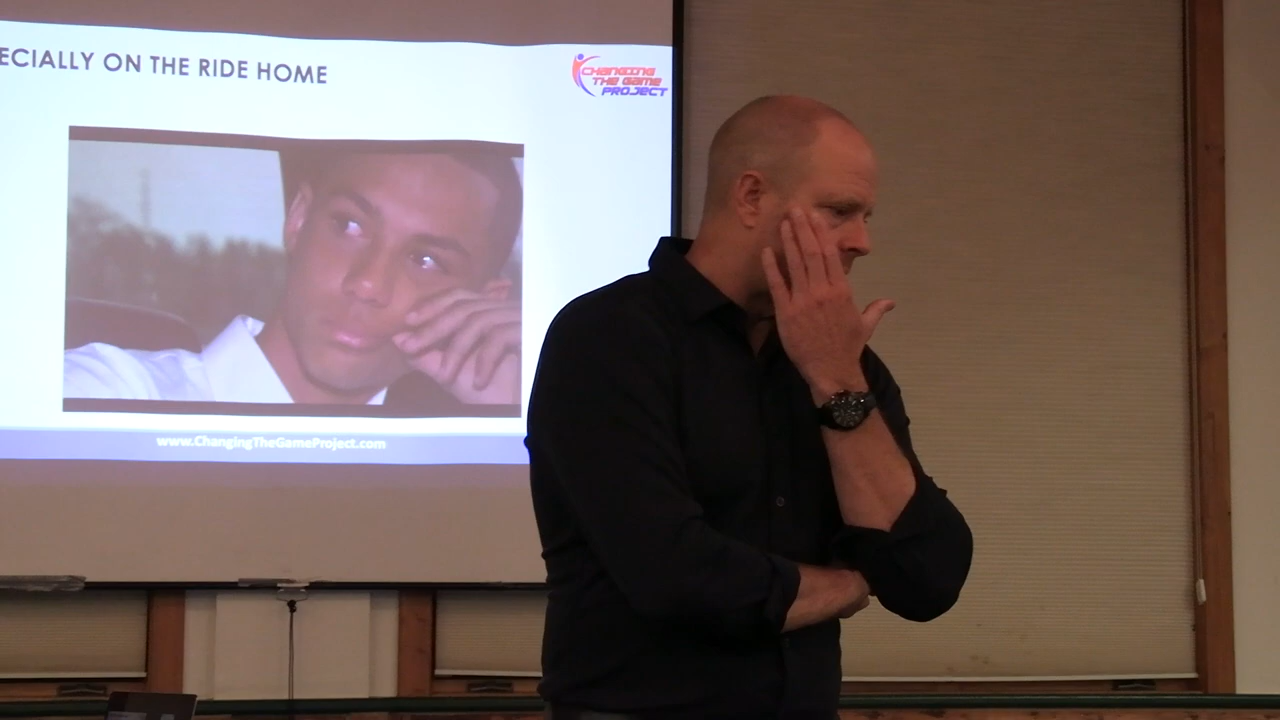 ECIALLY ON THE RIDE HOME
CHANGING
THE GAME
PROJECT
www.ChangingTheGameProject.com